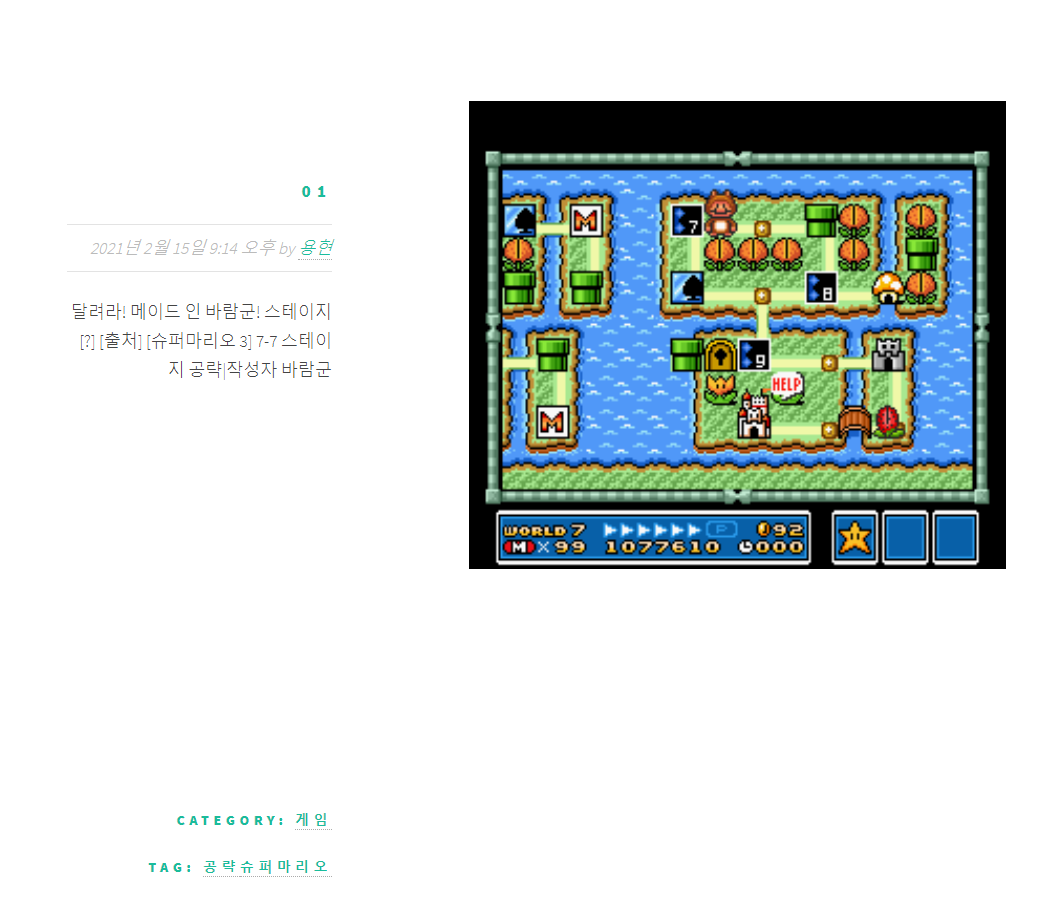 01
2021년 2월 15일 9:14 오후 by 용현
달려라! 메이드 인 바람군! 스테이지
[?] [출처] [슈퍼마리오 3] 7-7 스테이
지 공략|작성자 바람군
M
7
8
9
HELP
M
WORLD 7 P 92
M X 99 1077610 000
CATEGORY: 게임
TAG: 공략슈퍼마리오